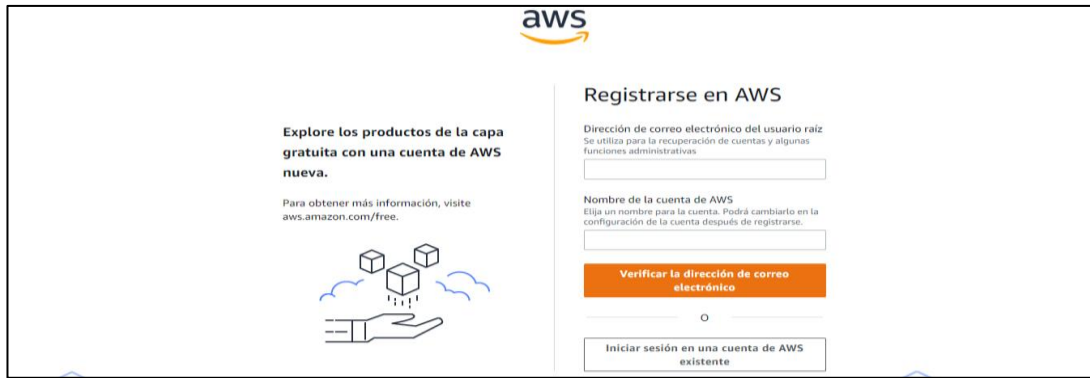 aws
Explore los productos de la capa
gratuita con una cuenta de AWS
nueva.
Para obtener más información, visite
aws.amazon.com/free.
Registrarse en AWS
Dirección de correo electrónico del usuario raíz
Se utiliza para la recuperación de cuentas y algunas
funciones administrativas
Nombre de la cuenta de AWS
Elija un nombre para la cuenta. Podrá cambiarlo en la
configuración de la cuenta después de registrarse.
Verificar la dirección de correo
electrónico
O
Iniciar sesión en una cuenta de AWS
existente